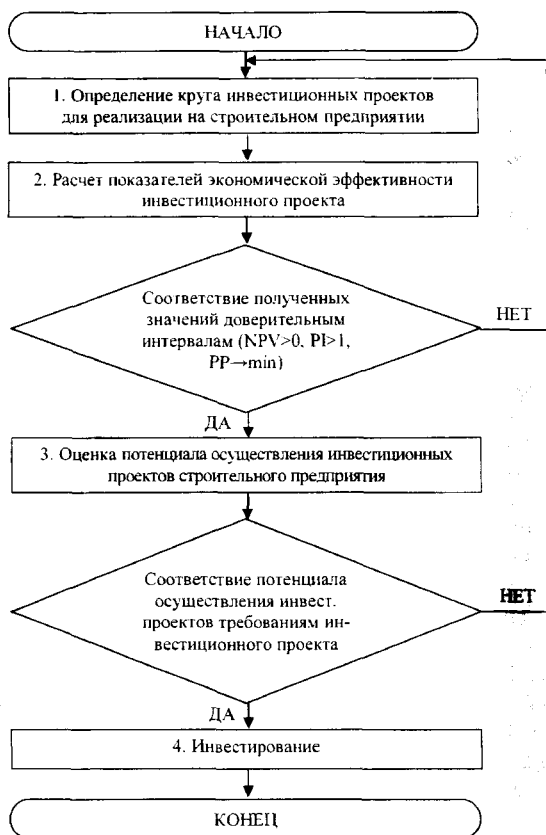 НАЧАЛО
1. Определение круга инвестиционных проектов
для реализации на строительном предприятии
2. Расчет показателей экономической эффективности
инвестиционного проекта
Соответствие полученных
значений доверительным
интервалам (NPV>0, PI>1,
PP→min)
НЕТ
ДА
3. Оценка потенциала осуществления инвестиционных
проектов строительного предприятия
Соответствие потенциала
осуществления инвест.
проектов требованиям ин-
вестиционного проекта
НЕТ
ДА
4. Инвестирование
КОНЕЦ